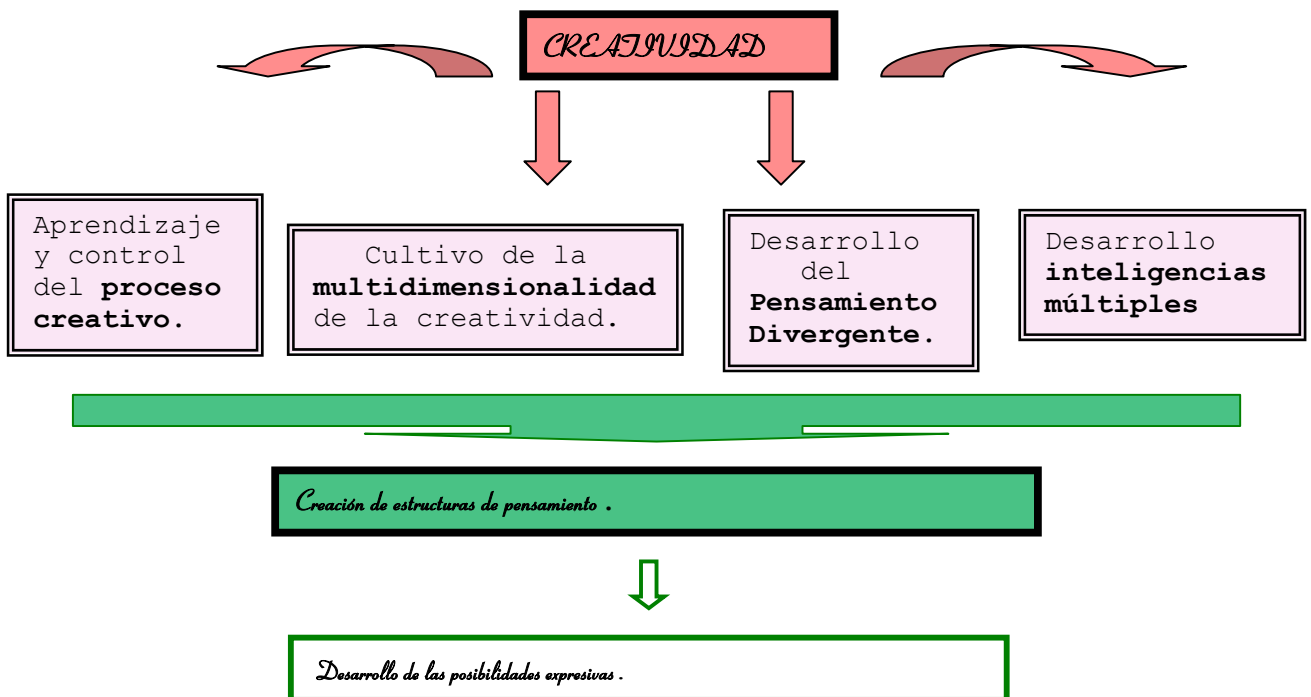 CREATIVIDAD
Aprendizaje
y control
del proceso
creativo.
Cultivo de la
multidimensionalidad
de la creatividad.
Desarrollo
del
Pensamiento
Divergente.
Desarrollo
inteligencias
múltiples
Creación de estructuras de pensamiento .
Desarrollo de las posibilidades expresivas .